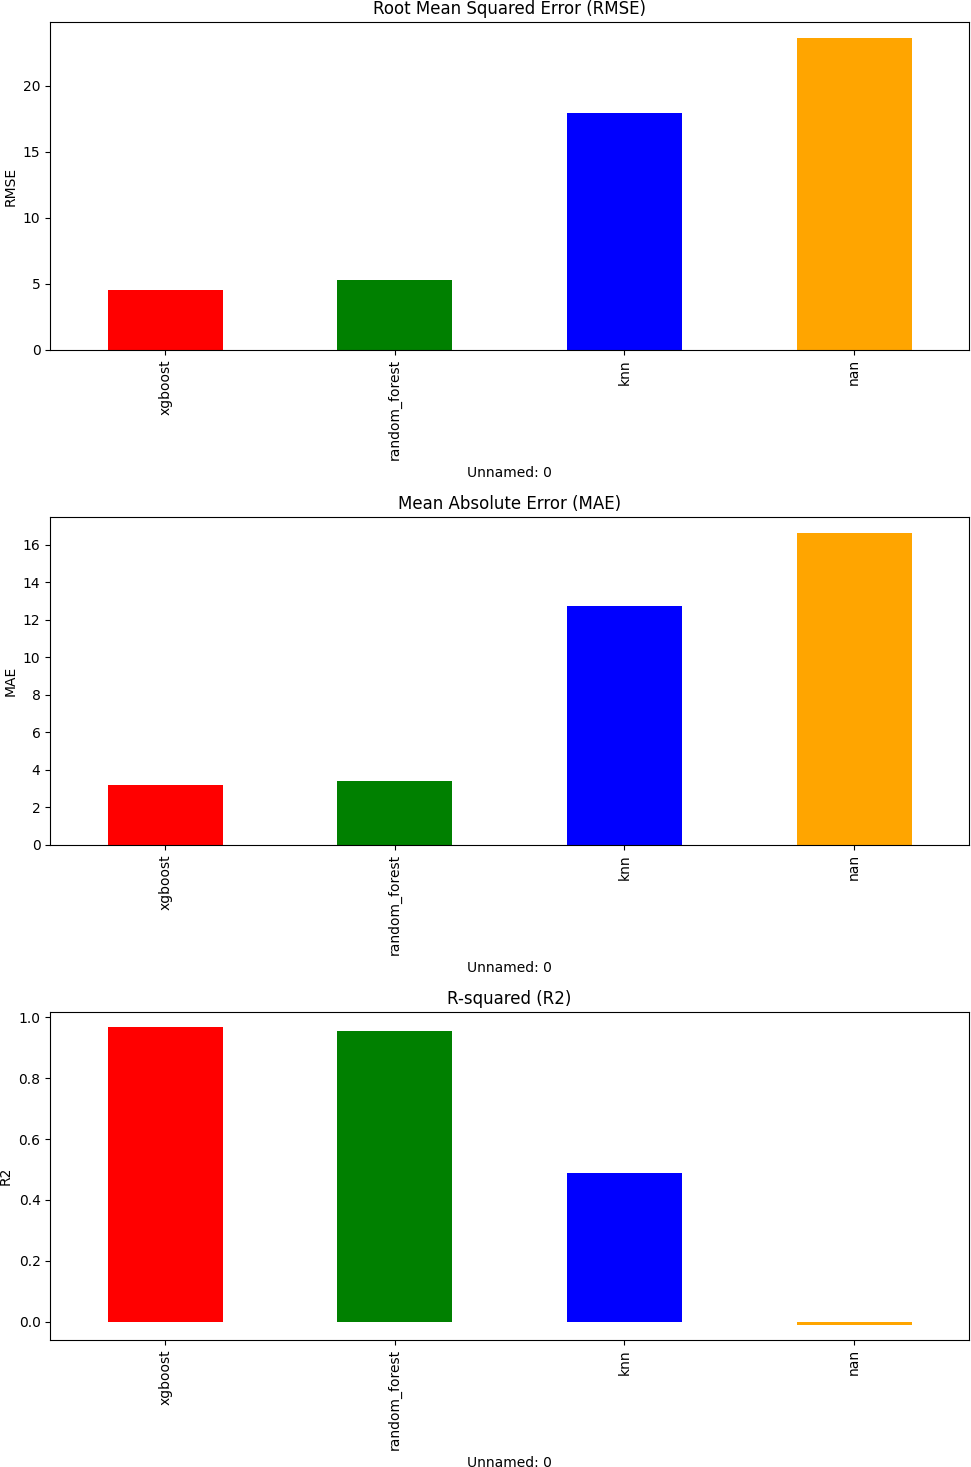 Root Mean Squared Error (RMSE)
20
15
10
5
0
RMSE
xgboost
random_forest
knn
nan
Unnamed: 0
Mean Absolute Error (MAE)
16
14
12
10
8
6
4
2
0
MAE
xgboost
random_forest
knn
nan
Unnamed: 0
R-squared (R2)
1.0
0.8
0.6
0.4
0.2
0.0
R2
xgboost
random_forest
knn
nan
Unnamed: 0